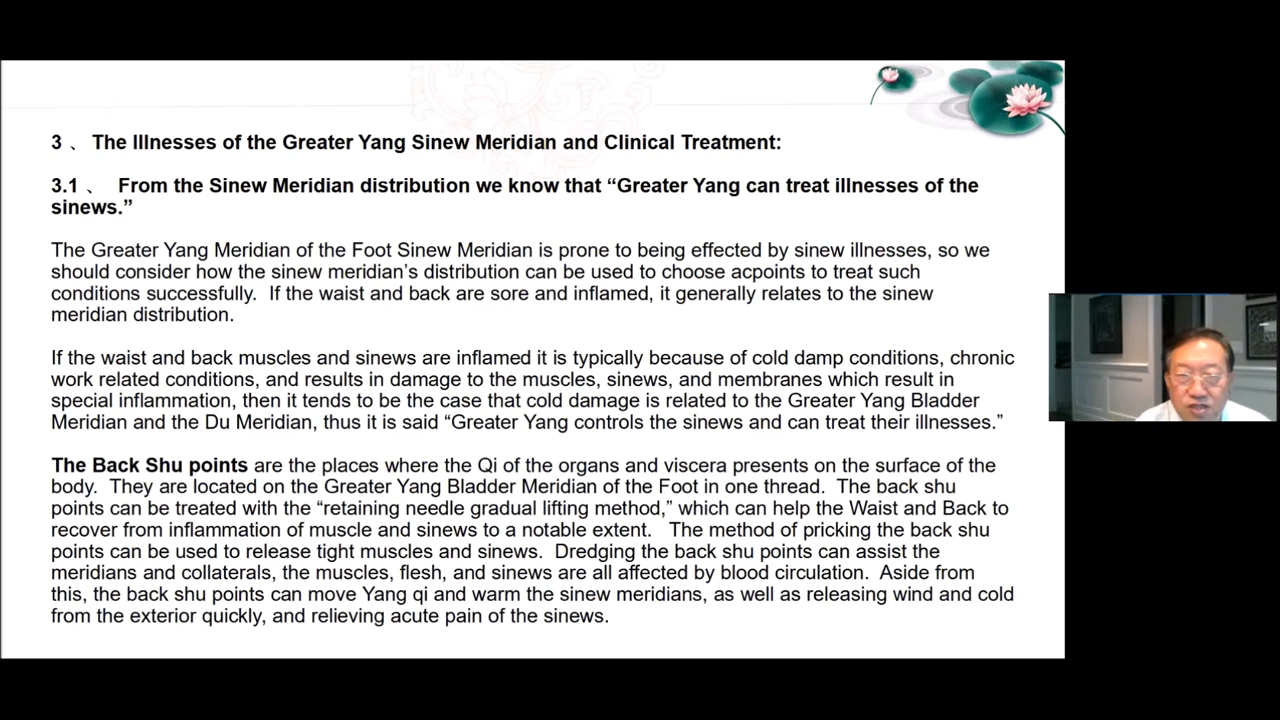 3 、 The Illnesses of the Greater Yang Sinew Meridian and Clinical Treatment:
3.1 、 From the Sinew Meridian distribution we know that “Greater Yang can treat illnesses of the
sinews.”
The Greater Yang Meridian of the Foot Sinew Meridian is prone to being effected by sinew illnesses, so we
should consider how the sinew meridian’s distribution can be used to choose acpoints to treat such
conditions successfully. If the waist and back are sore and inflamed, it generally relates to the sinew
meridian distribution.
If the waist and back muscles and sinews are inflamed it is typically because of cold damp conditions, chronic
work related conditions, and results in damage to the muscles, sinews, and membranes which result in
special inflammation, then it tends to be the case that cold damage is related to the Greater Yang Bladder
Meridian and the Du Meridian, thus it is said “Greater Yang controls the sinews and can treat their illnesses.”
The Back Shu points are the places where the Qi of the organs and viscera presents on the surface of the
body. They are located on the Greater Yang Bladder Meridian of the Foot in one thread. The back shu
points can be treated with the “retaining needle gradual lifting method,” which can help the Waist and Back to
recover from inflammation of muscle and sinews to a notable extent. The method of pricking the back shu
points can be used to release tight muscles and sinews. Dredging the back shu points can assist the
meridians and collaterals, the muscles, flesh, and sinews are all affected by blood circulation. Aside from
this, the back shu points can move Yang qi and warm the sinew meridians, as well as releasing wind and cold
from the exterior quickly, and relieving acute pain of the sinews.